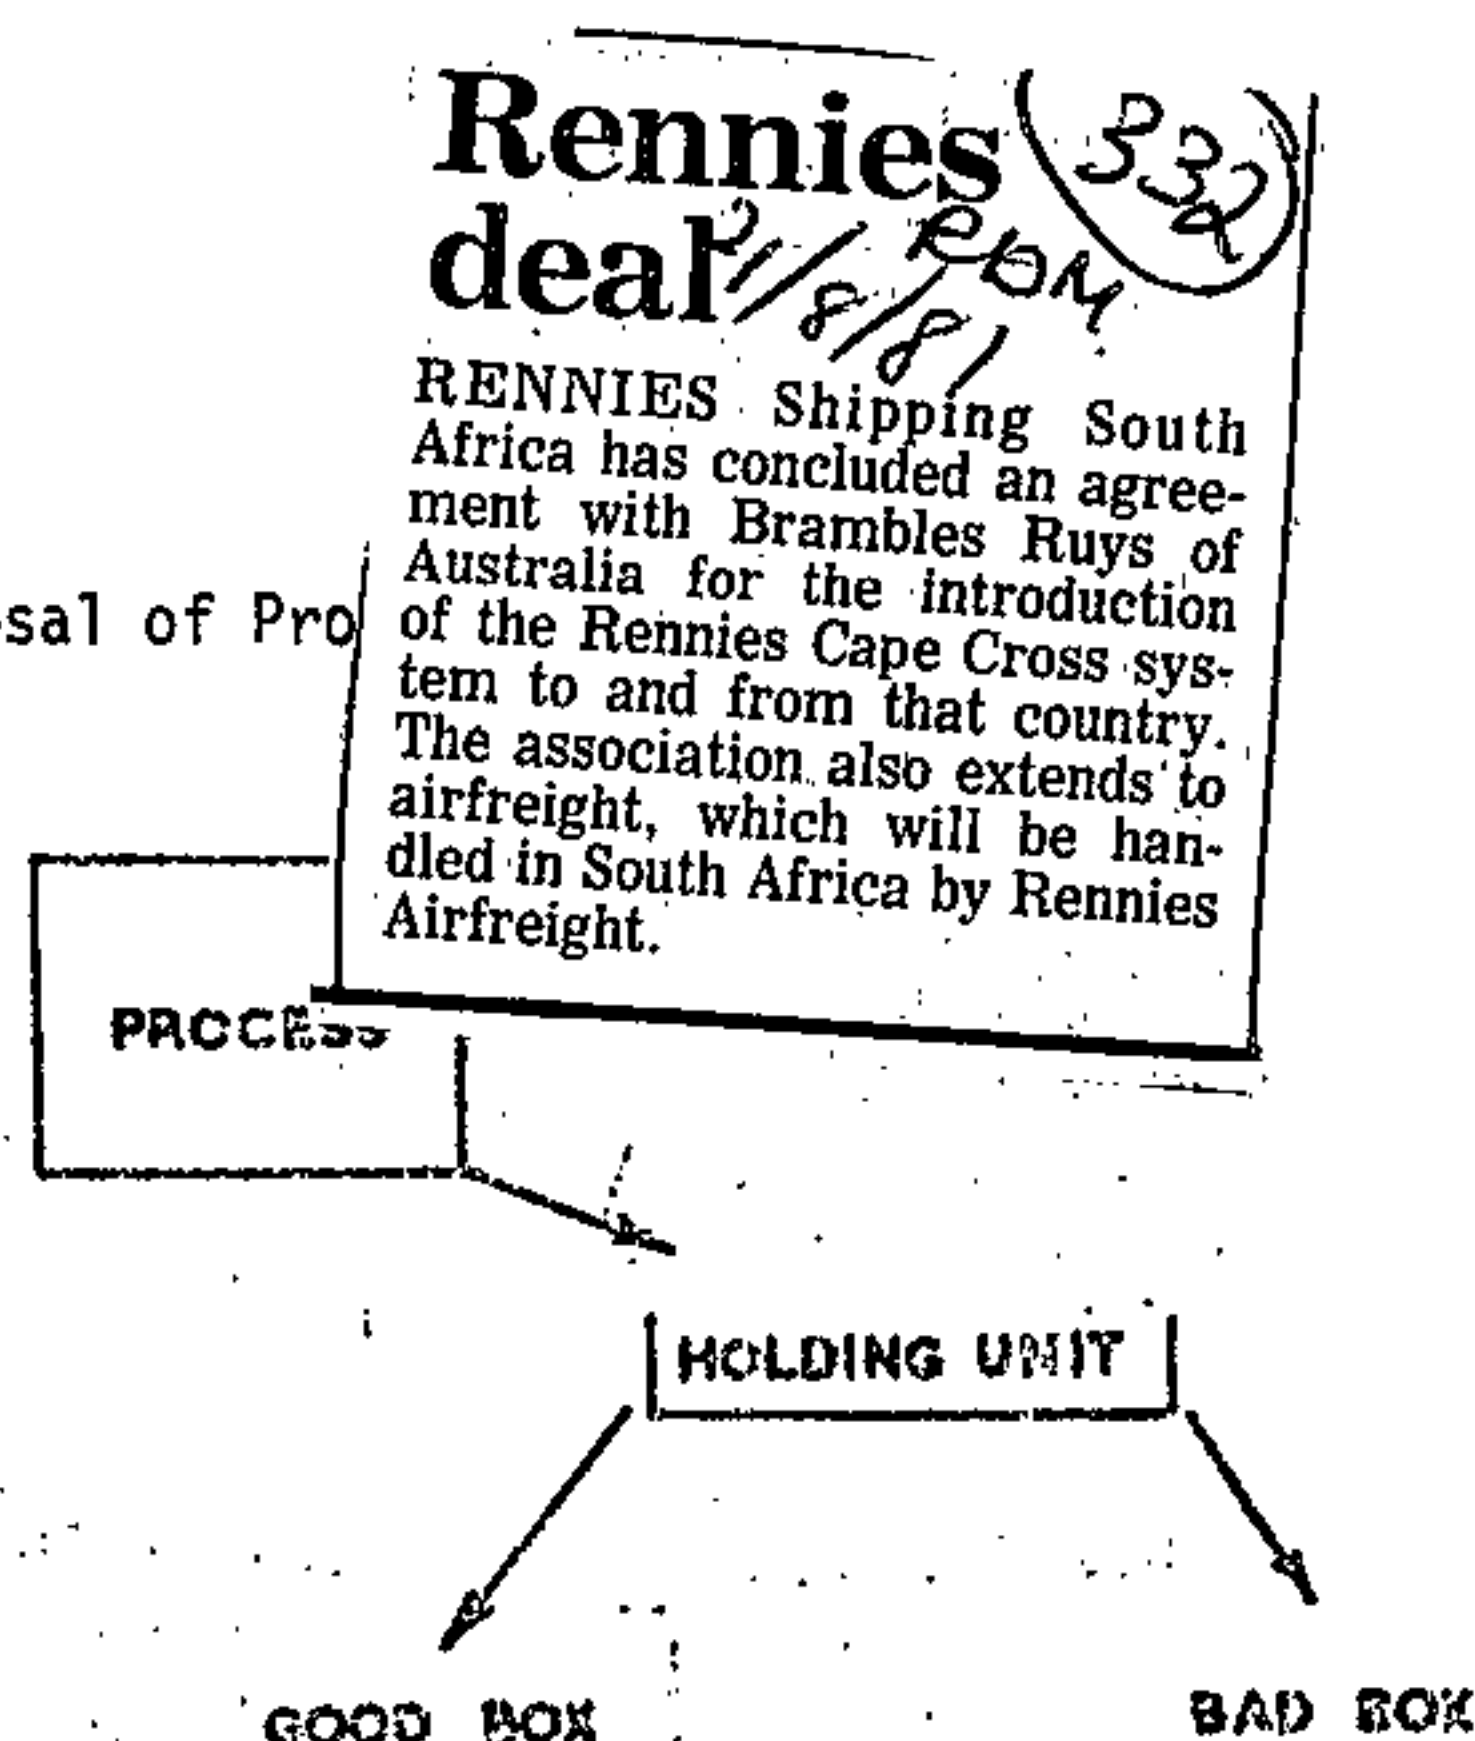 Rennies
deal
332
21/8/81 RDM
RENNIES Shipping South
Africa has concluded an agree-
ment with Brambles Ruys of
Australia for the introduction
of the Rennies Cape Cross sys-
tem to and from that country.
The association also extends to
airfreight, which will be han-
dled in South Africa by Rennies
Airfreight.
sal of Pro
PROCESS
HOLDING UNIT
GOOD BOX BAD BOX